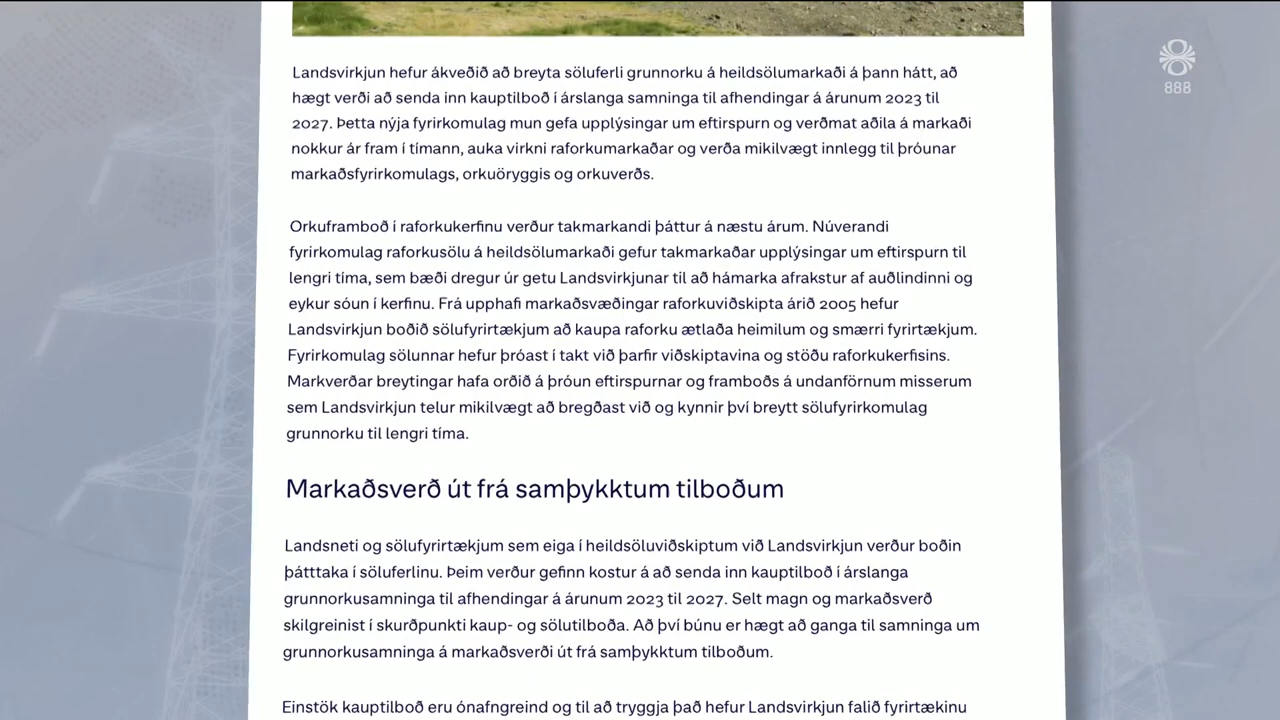 888
Landsvirkjun hefur ákveðið að breyta söluferli grunnorku á heildsölumarkaði á þann hátt, að
hægt verði að senda inn kauptilboð í árslanga samninga til afhendingar á árunum 2023 til
2027. Þetta nýja fyrirkomulag mun gefa upplýsingar um eftirspurn og verðmat aðila á markaði
nokkur ár fram í tímann, auka virkni raforkumarkaðar og verða mikilvægt innlegg til þróunar
markaðsfyrirkomulags, orkuöryggis og orkuverðs.
Orkuframboð í raforkukerfinu verður takmarkandi þáttur á næstu árum. Núverandi
fyrirkomulag raforkusölu á heildsölumarkaði gefur takmarkaðar upplýsingar um eftirspurn til
lengri tíma, sem bæði dregur úr getu Landsvirkjunar til að hámarka afrakstur af auðlindinni og
eykur sóun í kerfinu. Frá upphafi markaðsvæðingar raforkuviðskipta árið 2005 hefur
Landsvirkjun boðið sölufyrirtækjum að kaupa raforku ætlaða heimilum og smærri fyrirtækjum.
Fyrirkomulag sölunnar hefur þróast í takt við þarfir viðskiptavina og stöðu raforkukerfisins.
Markverðar breytingar hafa orðið á þróun eftirspurnar og framboðs á undanförnum misserum
sem Landsvirkjun telur mikilvægt að bregðast við og kynnir því breytt sölufyrirkomulag
grunnorku til lengri tíma.
Markaðsverð út frá samþykktum tilboðum
Landsneti og sölufyrirtækjum sem eiga í heildsöluviðskiptum við Landsvirkjun verður boðin
þátttaka í söluferlinu. Þeim verður gefinn kostur á að senda inn kauptilboð í árslanga
grunnorkusamninga til afhendingar á árunum 2023 til 2027. Selt magn og markaðsverð
skilgreinist í skurðpunkti kaup- og sölutilboða. Að því búnu er hægt að ganga til samninga um
grunnorkusamninga á markaðsverði út frá samþykktum tilboðum.
Einstök kauptilboð eru ónafngreind og til að tryggja það hefur Landsvirkjun falið fyrirtækinu